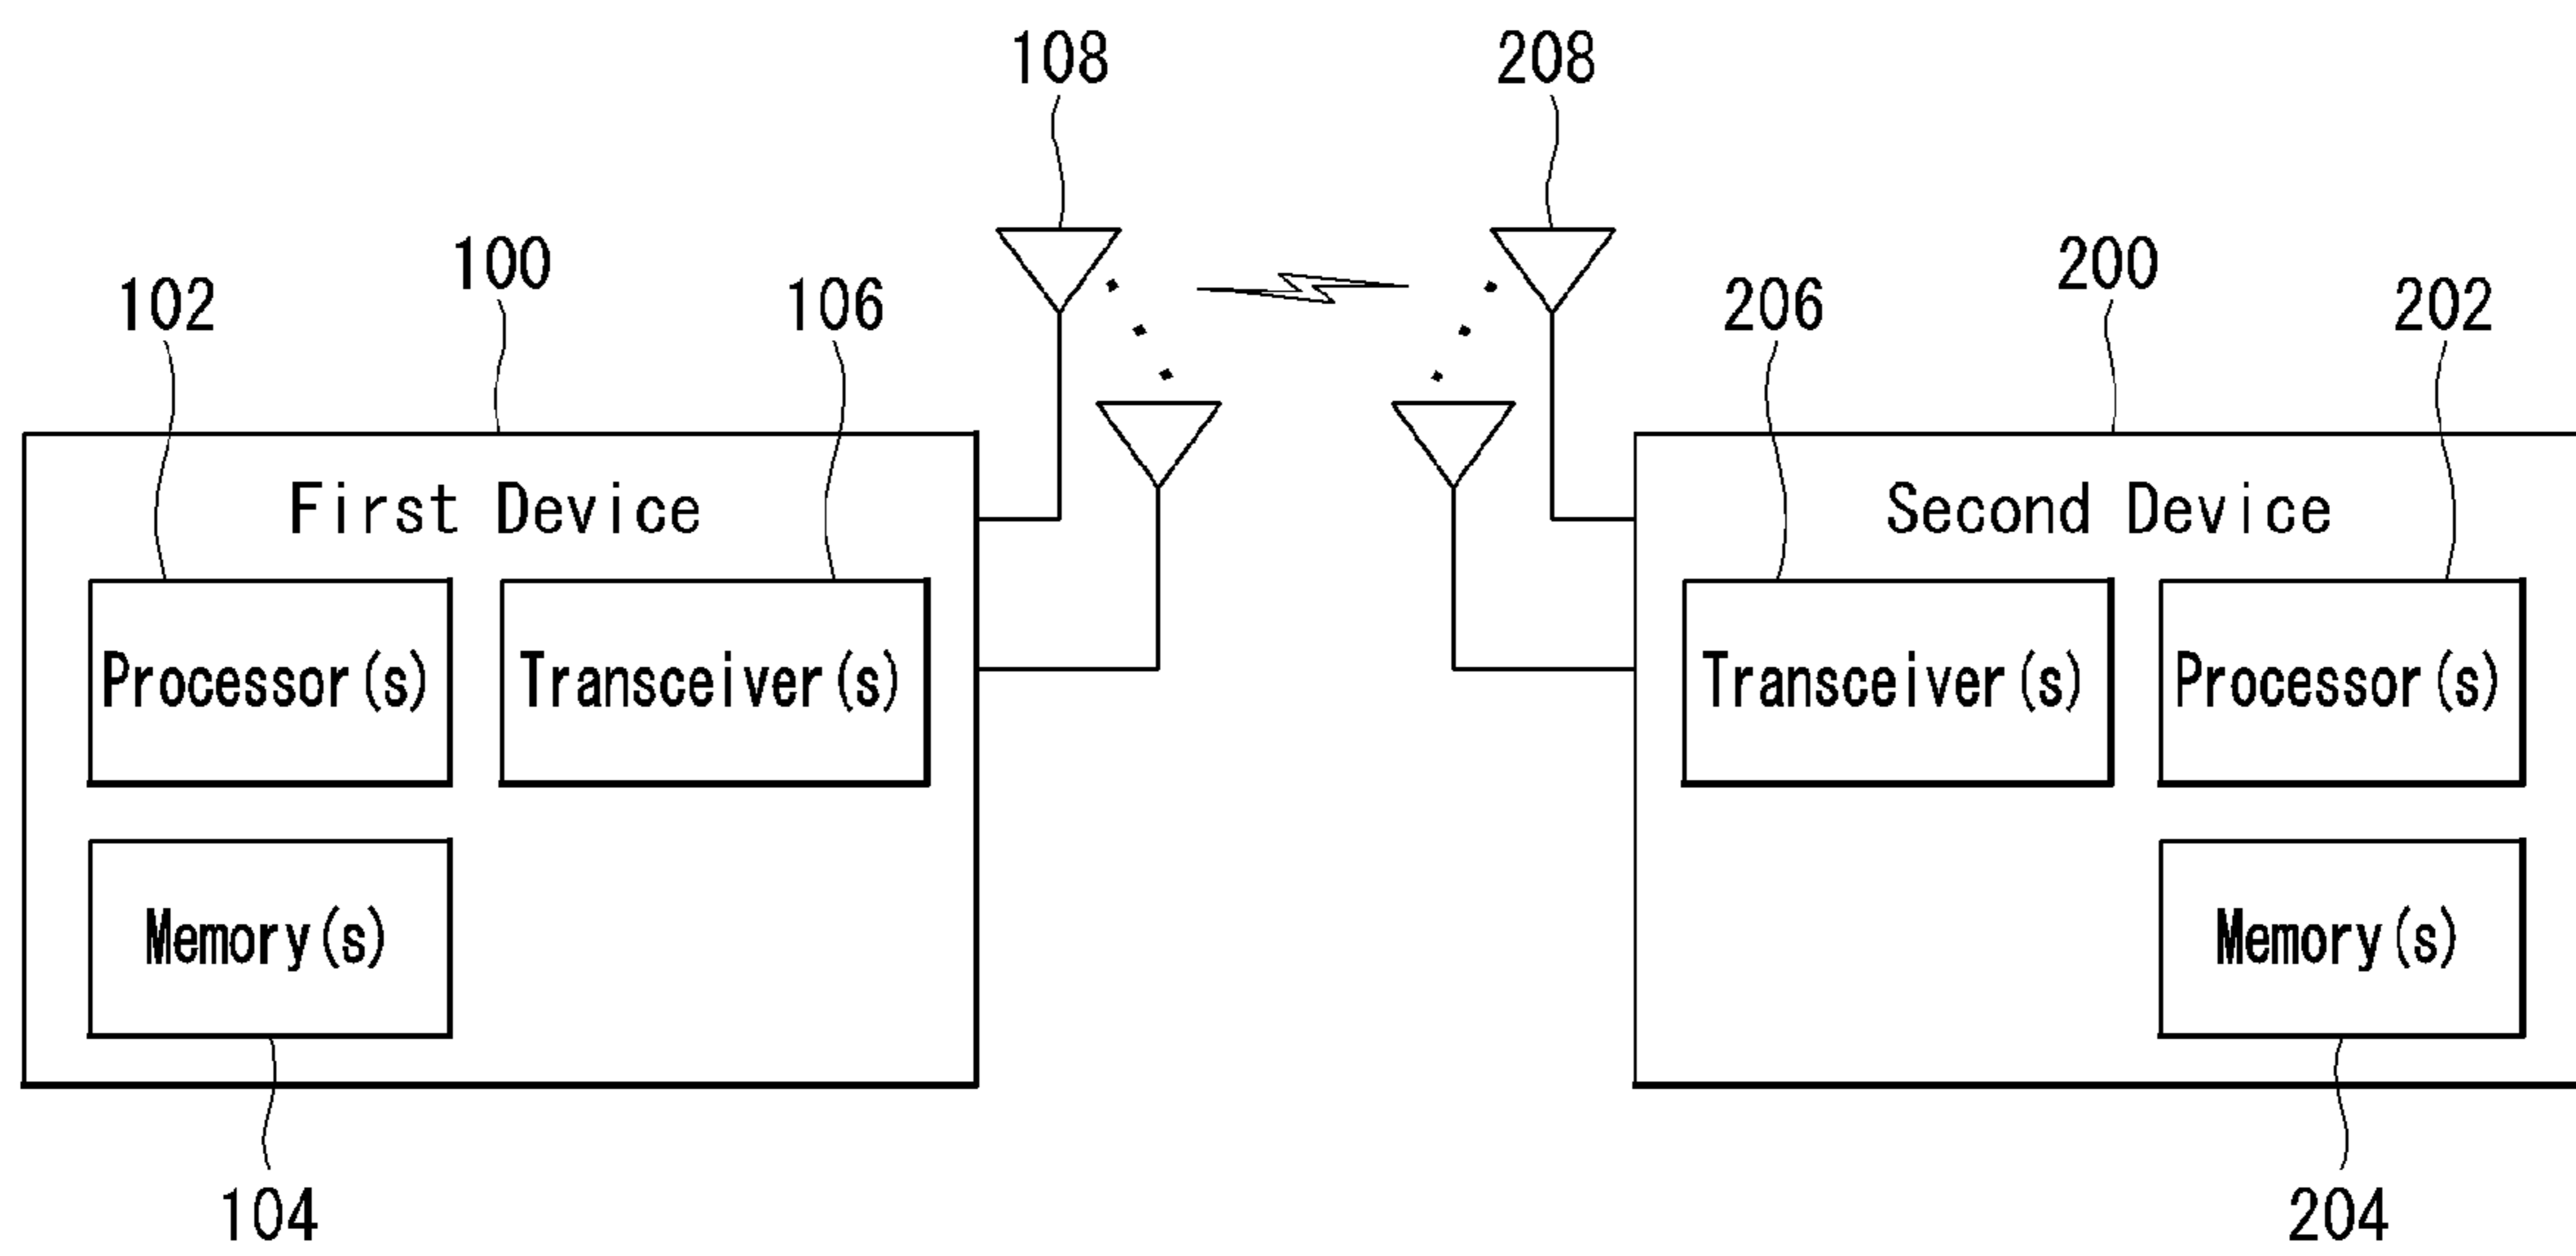 108 208
100 200
102 106 206 202
First Device Second Device
Processor(s) Transceiver(s) Transceiver(s) Processor(s)
Memory(s) Memory(s)
104 204